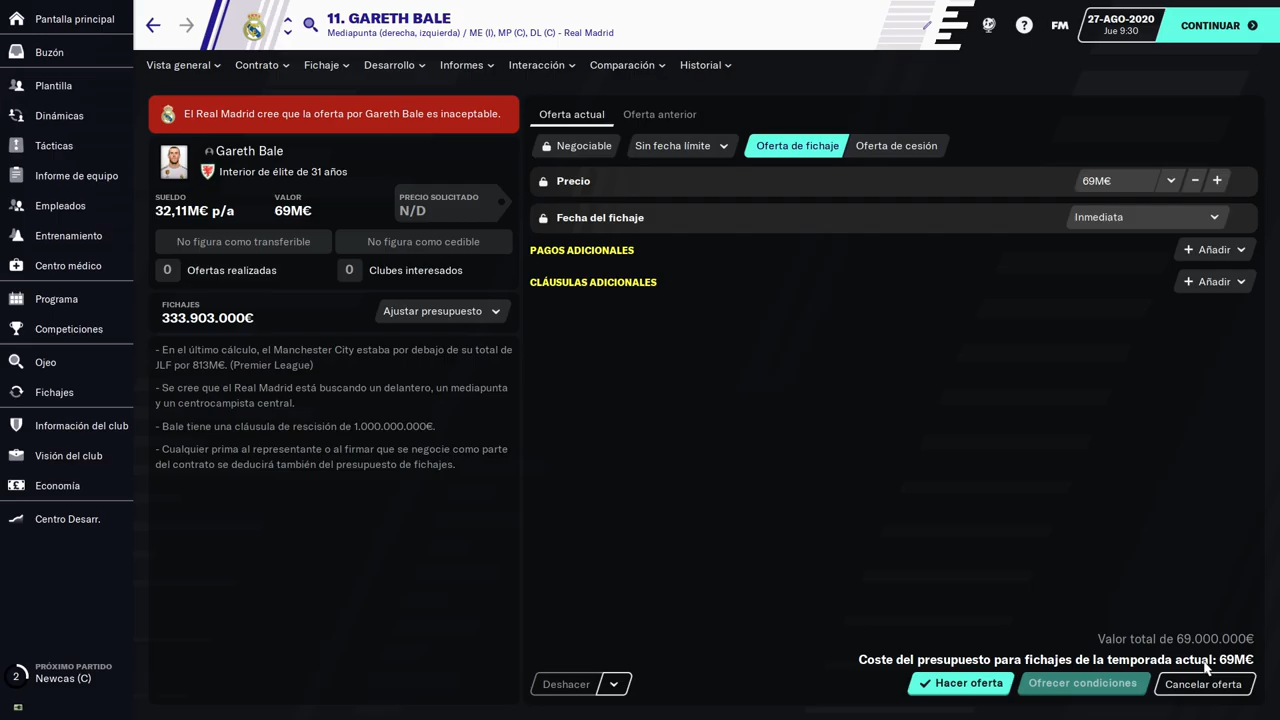 Pantalla principal
Buzón
Plantilla
Dinámicas
Tácticas
Informe de equipo
Empleados
Entrenamiento
Centro médico
Programa
Competiciones
Ojeo
Fichajes
Información del club
Visión del club
Economía
Centro Desarr.
PRÓXIMO PARTIDO
2
Newcas (C)
11. GARETH BALE
Mediapunta (derecha, izquierda) / ME (I), MP (C), DL (C) - Real Madrid
FM
27-AGO-2020
Jue 9:30
CONTINUAR
Vista general
Contrato
Fichaje
Desarrollo
Informes
Interacción
Comparación
Historial
El Real Madrid cree que la oferta por Gareth Bale es inaceptable.
Gareth Bale
Interior de élite de 31 años
SUELDO
32,11M€ p/a
VALOR
69M€
PRECIO SOLICITADO
N/D
No figura como transferible
No figura como cedible
0 Ofertas realizadas
0 Clubes interesados
FICHAJES
333.903.000€
Ajustar presupuesto
- En el último cálculo, el Manchester City estaba por debajo de su total de
JLF por 813M€. (Premier League)
- Se cree que el Real Madrid está buscando un delantero, un mediapunta
y un centrocampista central.
- Bale tiene una cláusula de rescisión de 1.000.000.000€.
- Cualquier prima al representante o al firmar que se negocie como parte
del contrato se deducirá también del presupuesto de fichajes.
Oferta actual
Oferta anterior
Negociable
Sin fecha límite
Oferta de fichaje
Oferta de cesión
Precio
69M€
Fecha del fichaje
Inmediata
PAGOS ADICIONALES
Añadir
CLÁUSULAS ADICIONALES
Añadir
Valor total de 69.000.000€
Coste del presupuesto para fichajes de la temporada actual: 69M€
Deshacer
Hacer oferta
Ofrecer condiciones
Cancelar oferta